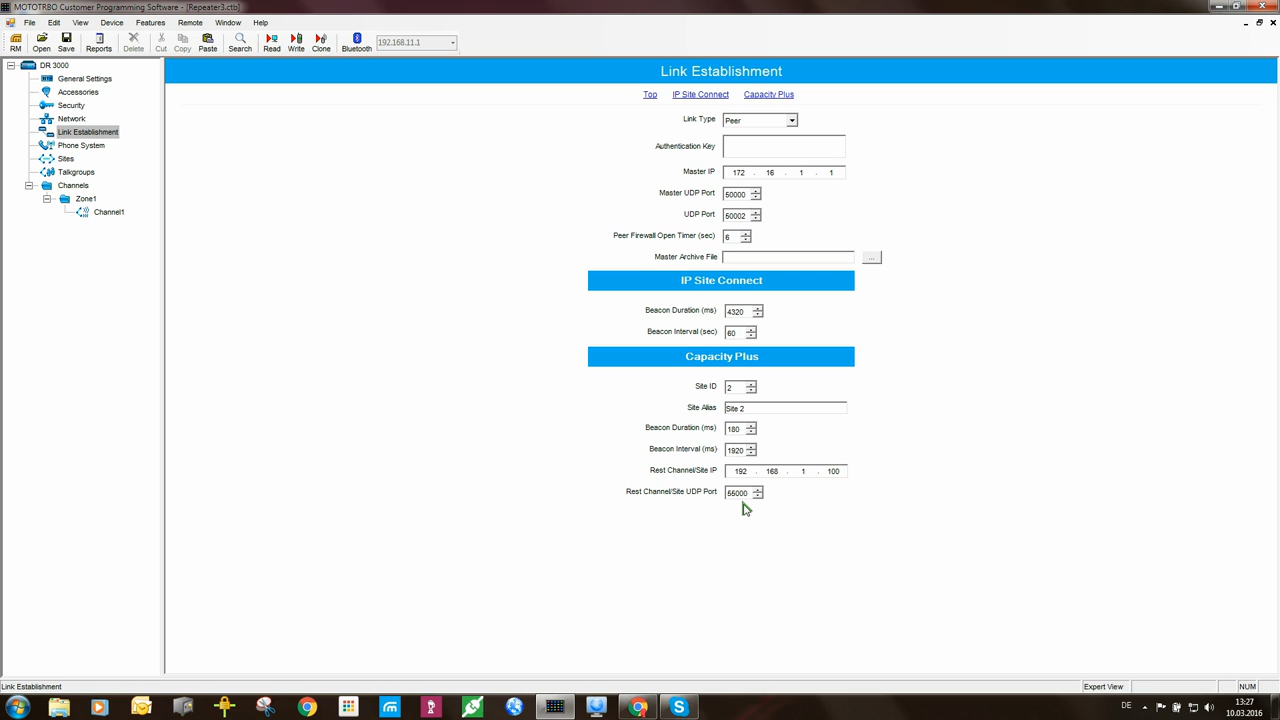 MOTOTRBO Customer Programming Software - [Repeater3.ctb]
File Edit View Device Features Remote Window Help
RM Open Save Reports Delete Cut Copy Paste Search Read Write Clone Bluetooth 192.168.11.1
DR 3000
General Settings
Accessories
Security
Network
Link Establishment
Phone System
Sites
Talkgroups
Channels
Zone1
Channel1
Link Establishment
Top IP Site Connect Capacity Plus
Link Type Peer
Authentication Key
Master IP 172 . 16 . 1 . 1
Master UDP Port 50000
UDP Port 50002
Peer Firewall Open Timer (sec) 6
Master Archive File ...
IP Site Connect
Beacon Duration (ms) 4320
Beacon Interval (sec) 60
Capacity Plus
Site ID 2
Site Alias Site 2
Beacon Duration (ms) 180
Beacon Interval (ms) 1920
Rest Channel/Site IP 192 . 168 . 1 . 100
Rest Channel/Site UDP Port 55000
Link Establishment Expert View NUM
DE 13:27
10.03.2016